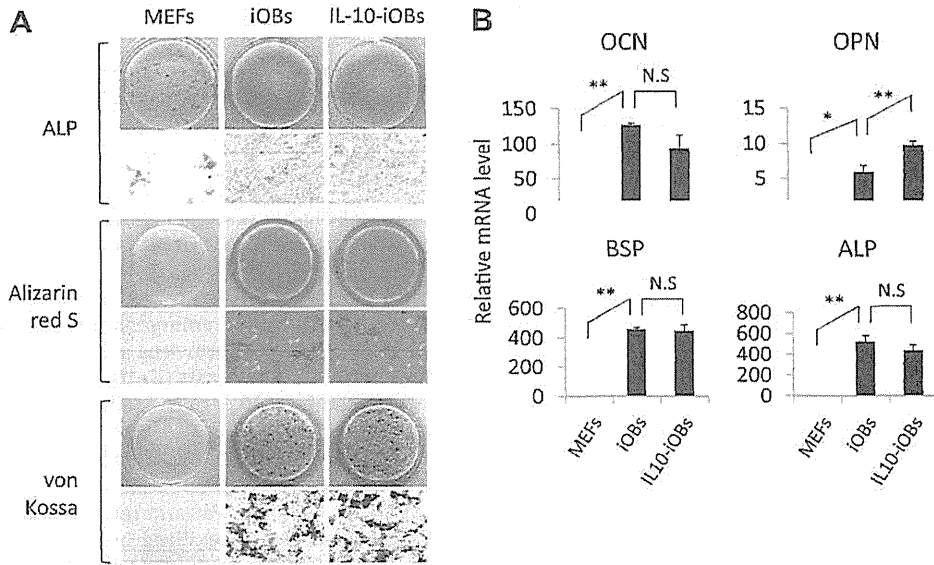 A
MEFs iOBs IL-10-iOBs
ALP
Alizarin
red S
von
Kossa
B
Relative mRNA level
OCN
** N.S
150
100
50
0
OPN
* **
15
10
5
BSP
** N.S
600
400
200
0
MEFs iOBs IL10-iOBs
ALP
** N.S
800
600
400
200
0
MEFs iOBs IL10-iOBs